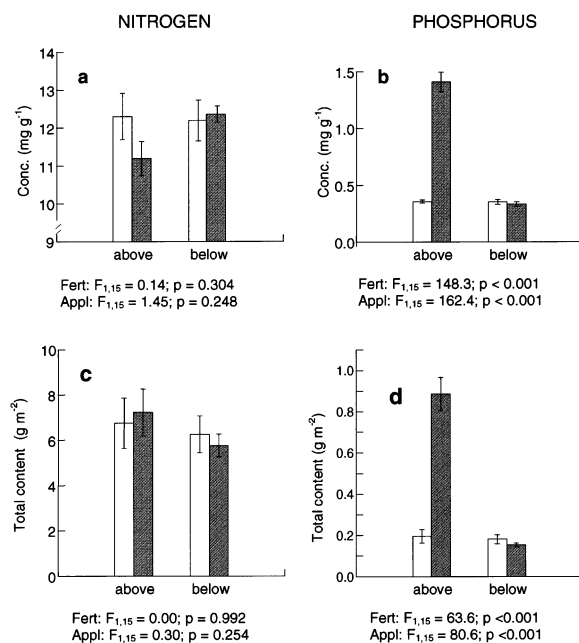 NITROGEN
PHOSPHORUS
a
14
13
12
11
10
9
Conc. (mg g⁻¹)
above
below
Fert: F₁,₁₅ = 0.14; p = 0.304
Appl: F₁,₁₅ = 1.45; p = 0.248
b
1.5
1.0
0.5
0.0
Conc. (mg g⁻¹)
above
below
Fert: F₁,₁₅ = 148.3; p < 0.001
Appl: F₁,₁₅ = 162.4; p < 0.001
c
10
8
6
4
2
0
Total content (g m⁻²)
above
below
Fert: F₁,₁₅ = 0.00; p = 0.992
Appl: F₁,₁₅ = 0.30; p = 0.254
d
1.0
0.8
0.6
0.4
0.2
0.0
Total content (g m⁻²)
above
below
Fert: F₁,₁₅ = 63.6; p <0.001
Appl: F₁,₁₅ = 80.6; p <0.001